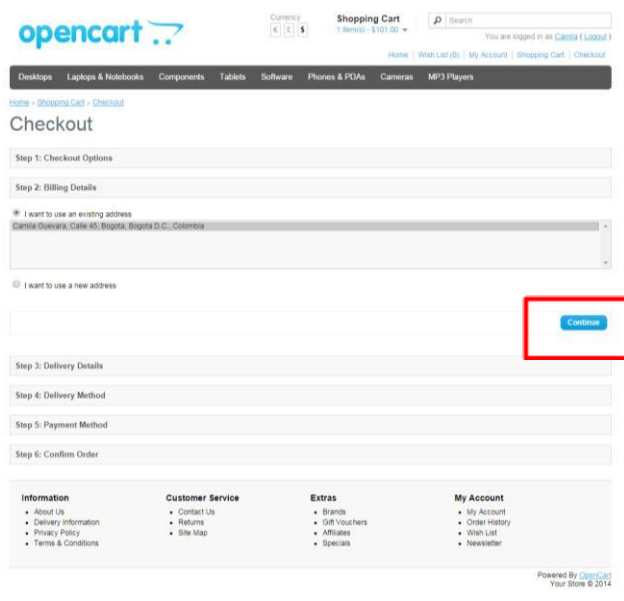 opencart
Currency
€ £ $
Shopping Cart
1 item(s) - $101.00
Search
You are logged in as Camila ( Logout )
Home | Wish List (0) | My Account | Shopping Cart | Checkout
Desktops Laptops & Notebooks Components Tablets Software Phones & PDAs Cameras MP3 Players
Home » Shopping Cart » Checkout
Checkout
Step 1: Checkout Options
Step 2: Billing Details
I want to use an existing address
Camila Guevara, Calle 45, Bogota, Bogota D.C., Colombia
I want to use a new address
Continue
Step 3: Delivery Details
Step 4: Delivery Method
Step 5: Payment Method
Step 6: Confirm Order
Information
About Us
Delivery Information
Privacy Policy
Terms & Conditions
Customer Service
Contact Us
Returns
Site Map
Extras
Brands
Gift Vouchers
Affiliates
Specials
My Account
My Account
Order History
Wish List
Newsletter
Powered By OpenCart
Your Store © 2014